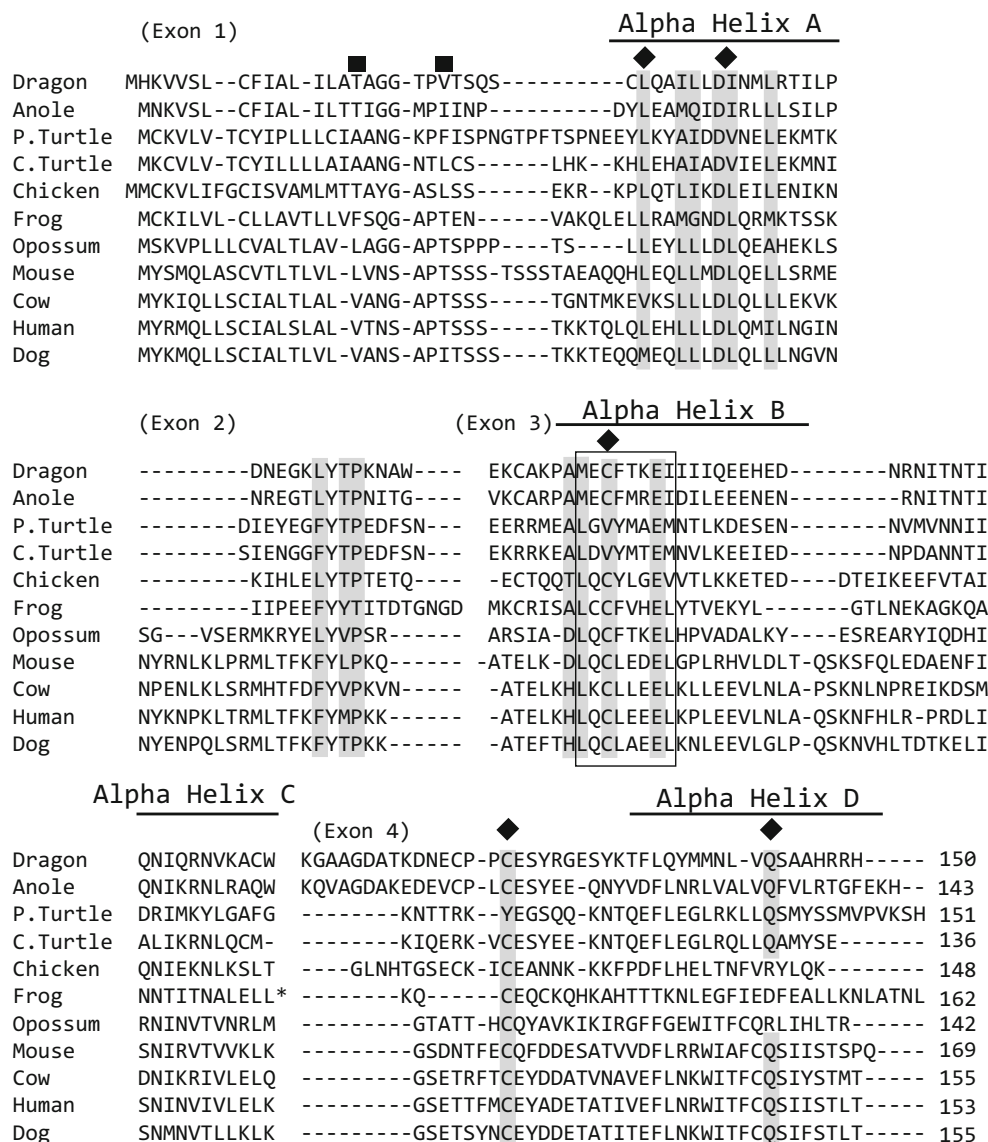 (Exon 1) Alpha Helix A
Dragon MHKVVSL--CFIAL-ILATAGG-TPVTSQS----------CLQAILLDINMLRTILP
Anole MNKVSSL--CFIAL-ILTTIGG-MPIINP-----------DYLEAMQIDIRLLLSILP
P.Turtle MCKVLV-TCYIPLLLCIAANG-KPFISPNGTPFTSPNEEYLKYAIDDVNELEKMTK
C.Turtle MKCVLV-TCYILLLLAIAANG-NTLCS------LHK--KHLEHAIADVIELEKMNI
Chicken MMCKVLIFGCISVAMLMTTAYG-ASLSS------EKR--KPLQTLIKDLEILENIKN
Frog MCKILVL-CLLAVTLLVFSQG-APTEN------VAKQLELLRAMGNDLQRMKTSSK
Opossum MSKVPLLLCVALTLAV-LAGG-APTSPPP----TS----LLEYLLLDLQEAHEKLS
Mouse MYSMQLASCVTLTLVL-LVNS-APTSSS-TSSSTAEAQQHLEQLLMDLQELLSRME
Cow MYKIQLLSCIALTLAL-VANG-APTSSS----TGNTMKEVKSLLLDLQLLLEKVK
Human MYRMQLLSCIALSLAL-VTNS-APTSSS----TKKTQLQLEHLLLDLQMILNGIN
Dog MYKMQLLSCIALTLVL-VANS-APITSSS----TKKTEQQMEQLLLDLQLLLNGVN
(Exon 2) (Exon 3) Alpha Helix B
Dragon ---------DNEGKLYTPKNAW---- EKCAKPAMECFTKEIIIIQEEHED--------NRNITNTI
Anole ---------NREGTLYTPNITG---- VKCARPAMECFMREIDILEEENEN---------RNITNTI
P.Turtle --------DIEYEGFYTPEDFSN--- EERRMEALGVYMAEMNTLKDESEN--------NVMVNNII
C.Turtle --------SIENGGFYTPEDFSN--- EKRRKEALDVYMTEMNVLKEEIED--------NPDANNTI
Chicken ---------KIHLELYTPTETQ---- -ECTQQTLQCYLGEVVTLKKETED----DTEIKEEFVTAI
Frog ---------IIPEEFYYTITDTGNGD MKCRISALCCFVHELYTVEKYL------GTLNEKAGKQA
Opossum SG---VSERMKRYELYVPSR------ ARSIA-DLQCFTKELHPVADALKY----ESREARYIQDHI
Mouse NYRNLKLPRMLTFKFYLPKQ------ -ATELK-DLQCLEDELGPLRHVLDLT-QSKSFQLEDAENFI
Cow NPENLKLSRMHTFDFYVPKVN----- -ATELKHLKCLLEELKLLEEVLNLA-PSKNLNPREIKDSM
Human NYKNPKLTRMLTFKFYMPKK------ -ATELKHLQCLEEELKPLEEVLNLA-QSKNFHLR-PRDLI
Dog NYENPQLSRMLTFKFYTPKK------ -ATEFTHLQCLAEELKNLEEVLGLP-QSKNVHLTDTKELI
Alpha Helix C (Exon 4) Alpha Helix D
Dragon QNIQRNVKACW KGAAGDATKDNECP-PCESYRGESYKTFLQYMMNL-VQSAAHRRH----- 150
Anole QNIKRNLRAQW KQVAGDAKEDEVCP-LCESYEE-QNYVDFLNRLVALVQFVLRTGFEKH-- 143
P.Turtle DRIMKYLGAFG --------KNTTRK-YEGSQQ-KNTQEFLEGLRKLLQSMYSSMVPVKSH 151
C.Turtle ALIKRNLQCM- --------KIQERK-VCESYEE-KNTQEFLEGLRQLLQAMYSE------- 136
Chicken QNIEKNLKSLT ----GLNHTGSECK-ICEANNK-KKFPDFLHELTNFVRYLQK-------- 148
Frog NNTITNALELL* --------KQ------CEQCKQHKAHTTTKNLEGFIEDFEALLKNLATNL 162
Opossum RNINVTVNRLM ---------GTATT-HCQYAVKIKIRGFFGEWITFCQRLIHLTR------ 142
Mouse SNIRVTVVKLK ---------GSDNTFECQFDDESATVVDFLRRWIAFCQSIISTSPQ---- 169
Cow DNIKRIVLELQ ---------GSETRFTCEYDDATVNAVEFLNKWITFCQSIYSTMT----- 155
Human SNINVIVLELK ---------GSETTFMCEYADETATIVEFLNRWITFCQSIISTLT----- 153
Dog SNMNVTLLKLK ---------GSETSYNCEYDDETATITEFLNKWITFCQSIFSTLT----- 155